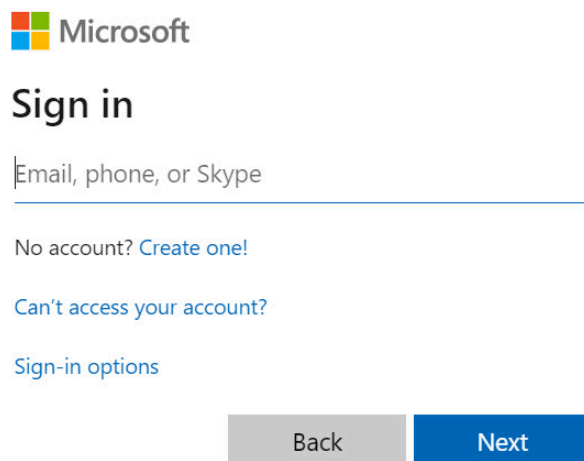 Microsoft
Sign in
Email, phone, or Skype
No account? Create one!
Can't access your account?
Sign-in options
Back Next